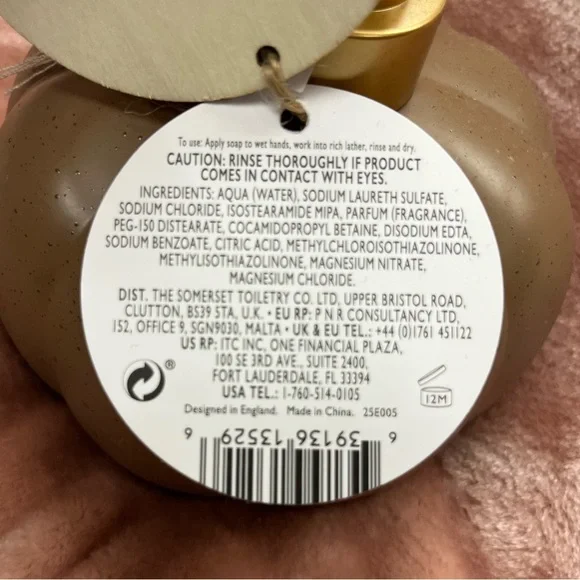 To use: Apply soap to wet hands, work into rich lather, rinse and dry.
CAUTION: RINSE THOROUGHLY IF PRODUCT
COMES IN CONTACT WITH EYES.
INGREDIENTS: AQUA (WATER), SODIUM LAURETH SULFATE,
SODIUM CHLORIDE, ISOSTEARAMIDE MIPA, PARFUM (FRAGRANCE),
PEG-150 DISTEARATE, COCAMIDOPROPYL BETAINE, DISODIUM EDTA,
SODIUM BENZOATE, CITRIC ACID, METHYLCHLOROISOTHIAZOLINONE,
METHYLISOTHIAZOLINONE, MAGNESIUM NITRATE,
MAGNESIUM CHLORIDE.
DIST. THE SOMERSET TOILETRY CO. LTD, UPPER BRISTOL ROAD,
CLUTTON, BS39 5TA, U.K. • EU RP: P N R CONSULTANCY LTD,
152, OFFICE 9, SGN9030, MALTA • UK & EU TEL.: +44 (0)1761 451122
US RP: ITC INC, ONE FINANCIAL PLAZA,
100 SE 3RD AVE., SUITE 2400,
FORT LAUDERDALE, FL 33394
USA TEL.: 1-760-514-0105
®
12M
Designed in England. Made in China. 25E005
6 39136 13529 6